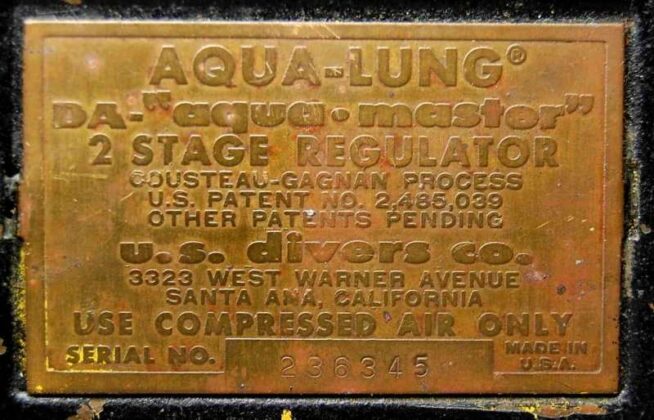 AQUA-LUNG®
DA-"aqua•master"
2 STAGE REGULATOR
COUSTEAU-GAGNAN PROCESS
U.S. PATENT NO. 2,485,039
OTHER PATENTS PENDING
u.s. divers co.
3323 WEST WARNER AVENUE
SANTA ANA, CALIFORNIA
USE COMPRESSED AIR ONLY
SERIAL NO. 236345 MADE IN
U.S.A.